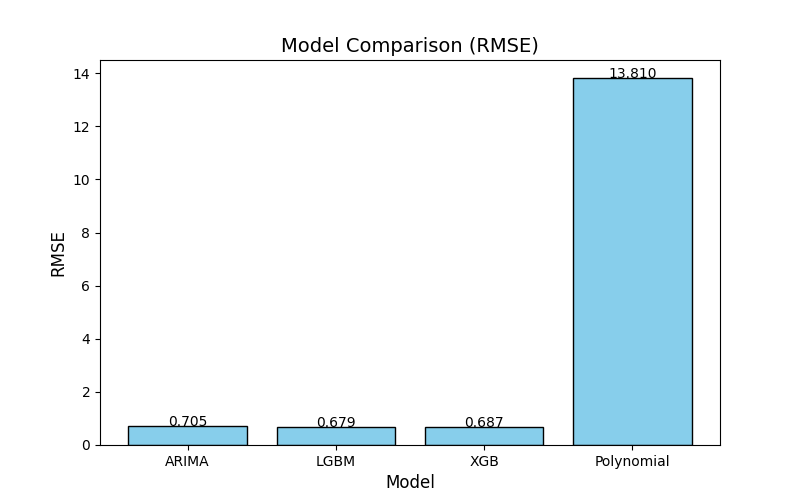 Model Comparison (RMSE)
14
12
10
8
6
4
2
0
RMSE
0.705
0.679
0.687
13.810
ARIMA
LGBM
XGB
Polynomial
Model